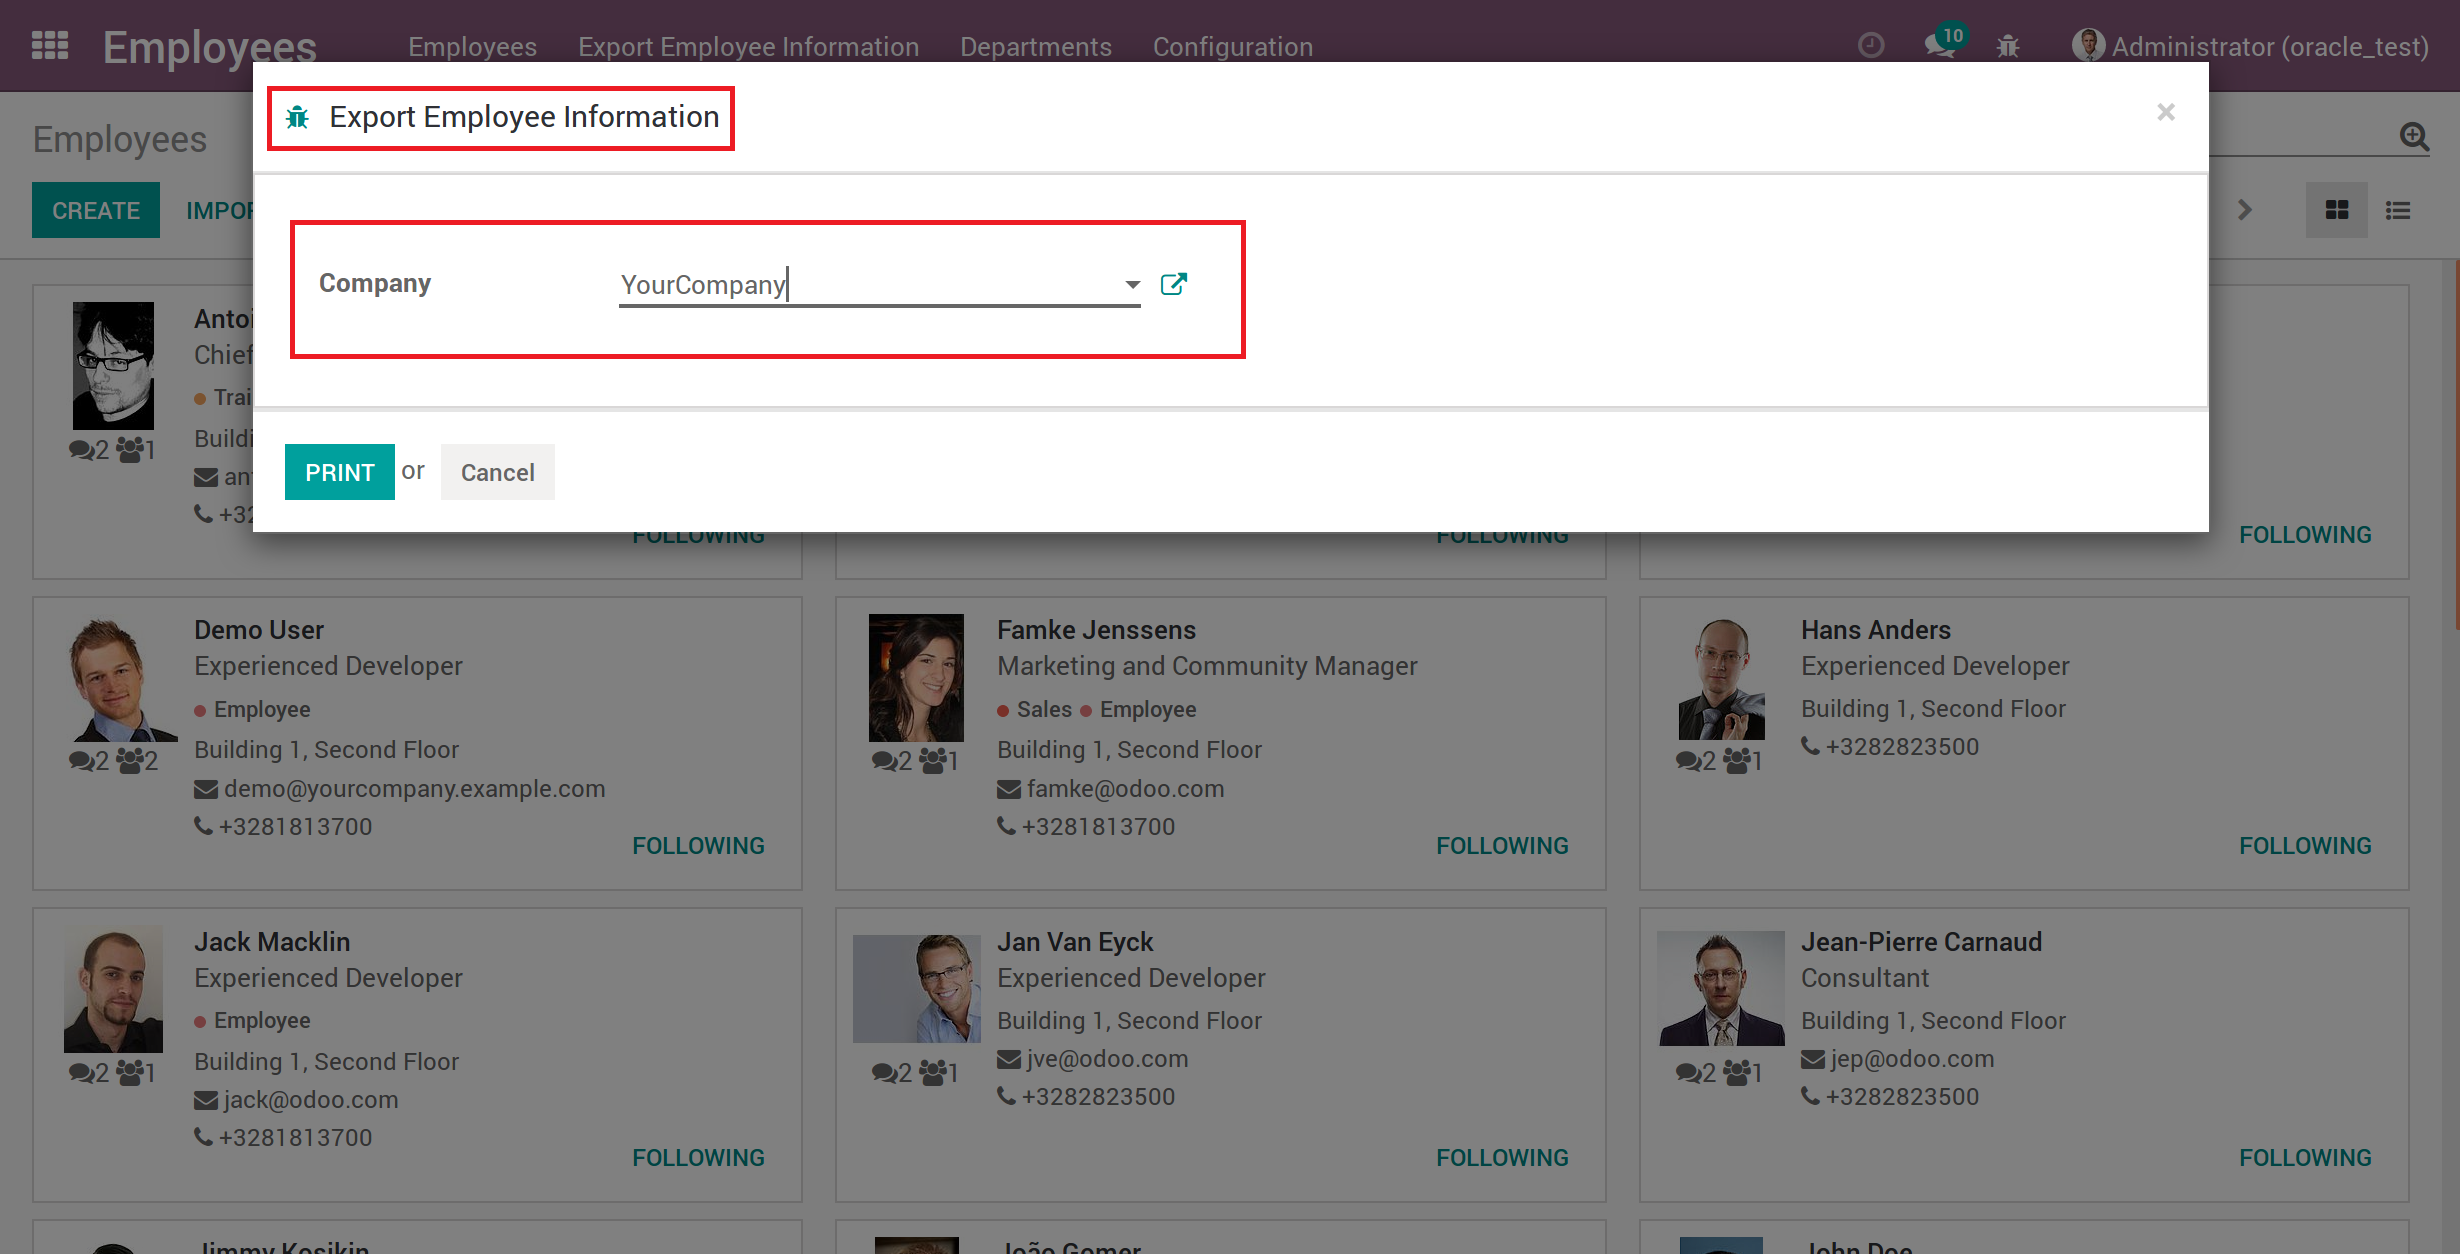 Employees Employees Export Employee Information Departments Configuration 10 Administrator (oracle_test)
Export Employee Information ×
Employees
CREATE
Company YourCompany
PRINT or Cancel
Chief
Building
FOLLOWING FOLLOWING FOLLOWING
2 1
+32
Demo User
Experienced Developer
Employee
Building 1, Second Floor
2 2
demo@yourcompany.example.com
+3281813700
FOLLOWING
Famke Jenssens
Marketing and Community Manager
Sales Employee
Building 1, Second Floor
2 1
famke@odoo.com
+3281813700
FOLLOWING
Hans Anders
Experienced Developer
Building 1, Second Floor
+3282823500
2 1
FOLLOWING
Jack Macklin
Experienced Developer
Employee
Building 1, Second Floor
2 1
jack@odoo.com
+3281813700
FOLLOWING
Jan Van Eyck
Experienced Developer
Building 1, Second Floor
jve@odoo.com
2 1
+3282823500
FOLLOWING
Jean-Pierre Carnaud
Consultant
Building 1, Second Floor
jep@odoo.com
2 1
+3282823500
FOLLOWING
Jimmy Kosikin
João Gomer
John Doe